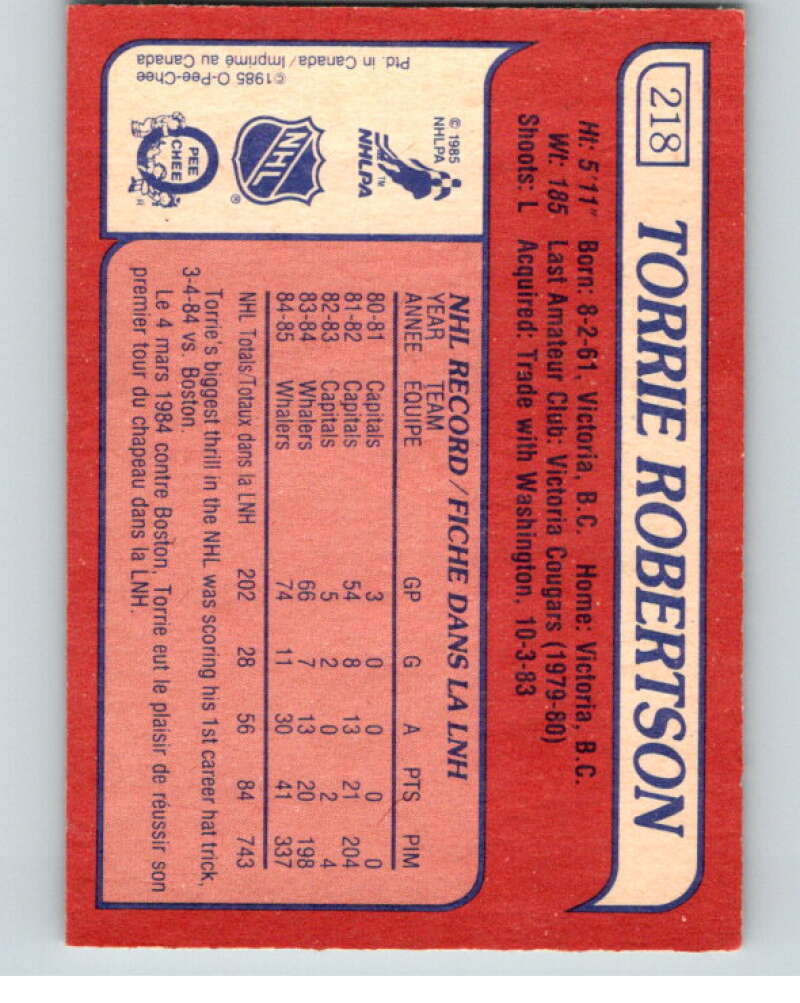 218
TORRIE ROBERTSON
Ht: 5'11" Born: 8-2-61, Victoria, B.C. Home: Victoria, B.C.
Wt: 185 Last Amateur Club: Victoria Cougars (1979-80)
Shoots: L Acquired: Trade with Washington, 10-3-83
© 1985
NHLPA
NHLPA™
NHL®
O PEE CHEE
©1985 O-Pee-Chee
Ptd. in Canada/Imprimé au Canada
NHL RECORD/FICHE DANS LA LNH
YEAR TEAM
ANNEE EQUIPE GP G A PTS PIM
80-81 Capitals 3 0 0 0 0
81-82 Capitals 54 8 13 21 204
82-83 Capitals 5 2 0 2 4
83-84 Whalers 66 7 13 20 198
84-85 Whalers 74 11 30 41 337
NHL Totals/Totaux dans la LNH 202 28 56 84 743
Torrie's biggest thrill in the NHL was scoring his 1st career hat trick,
3-4-84 vs. Boston.
Le 4 mars 1984 contre Boston, Torrie eut le plaisir de réussir son
premier tour du chapeau dans la LNH.